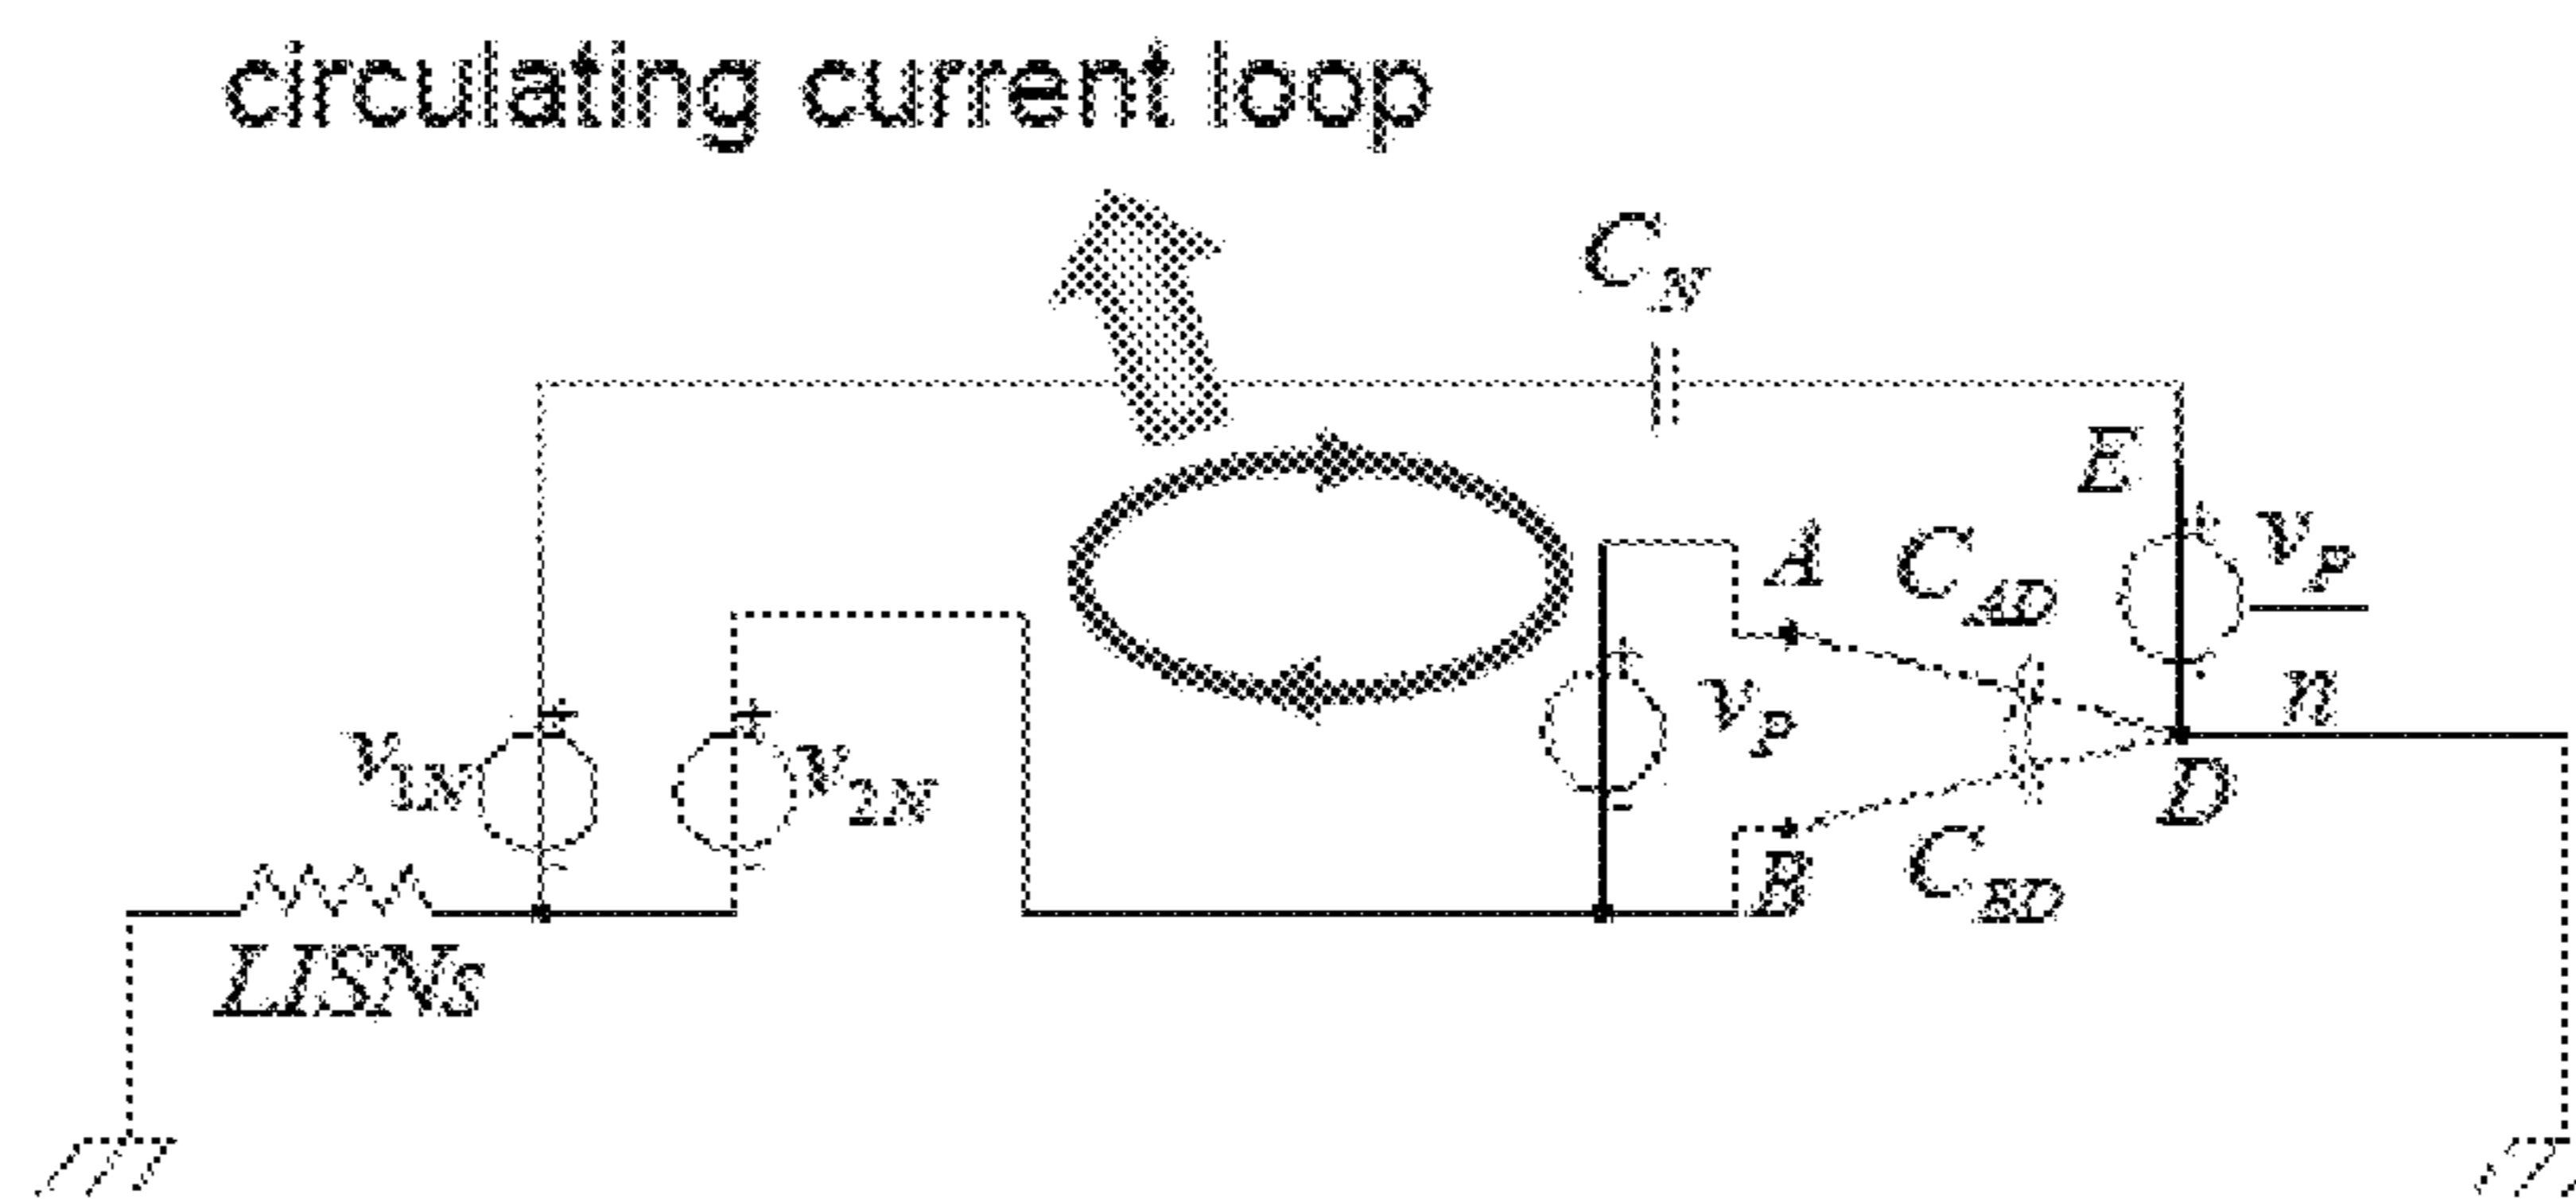 circulating current loop
C_N
E
A
C_AD
v_P
n
v_1N
v_2N
v_P
D
B
C_BD
LISNs